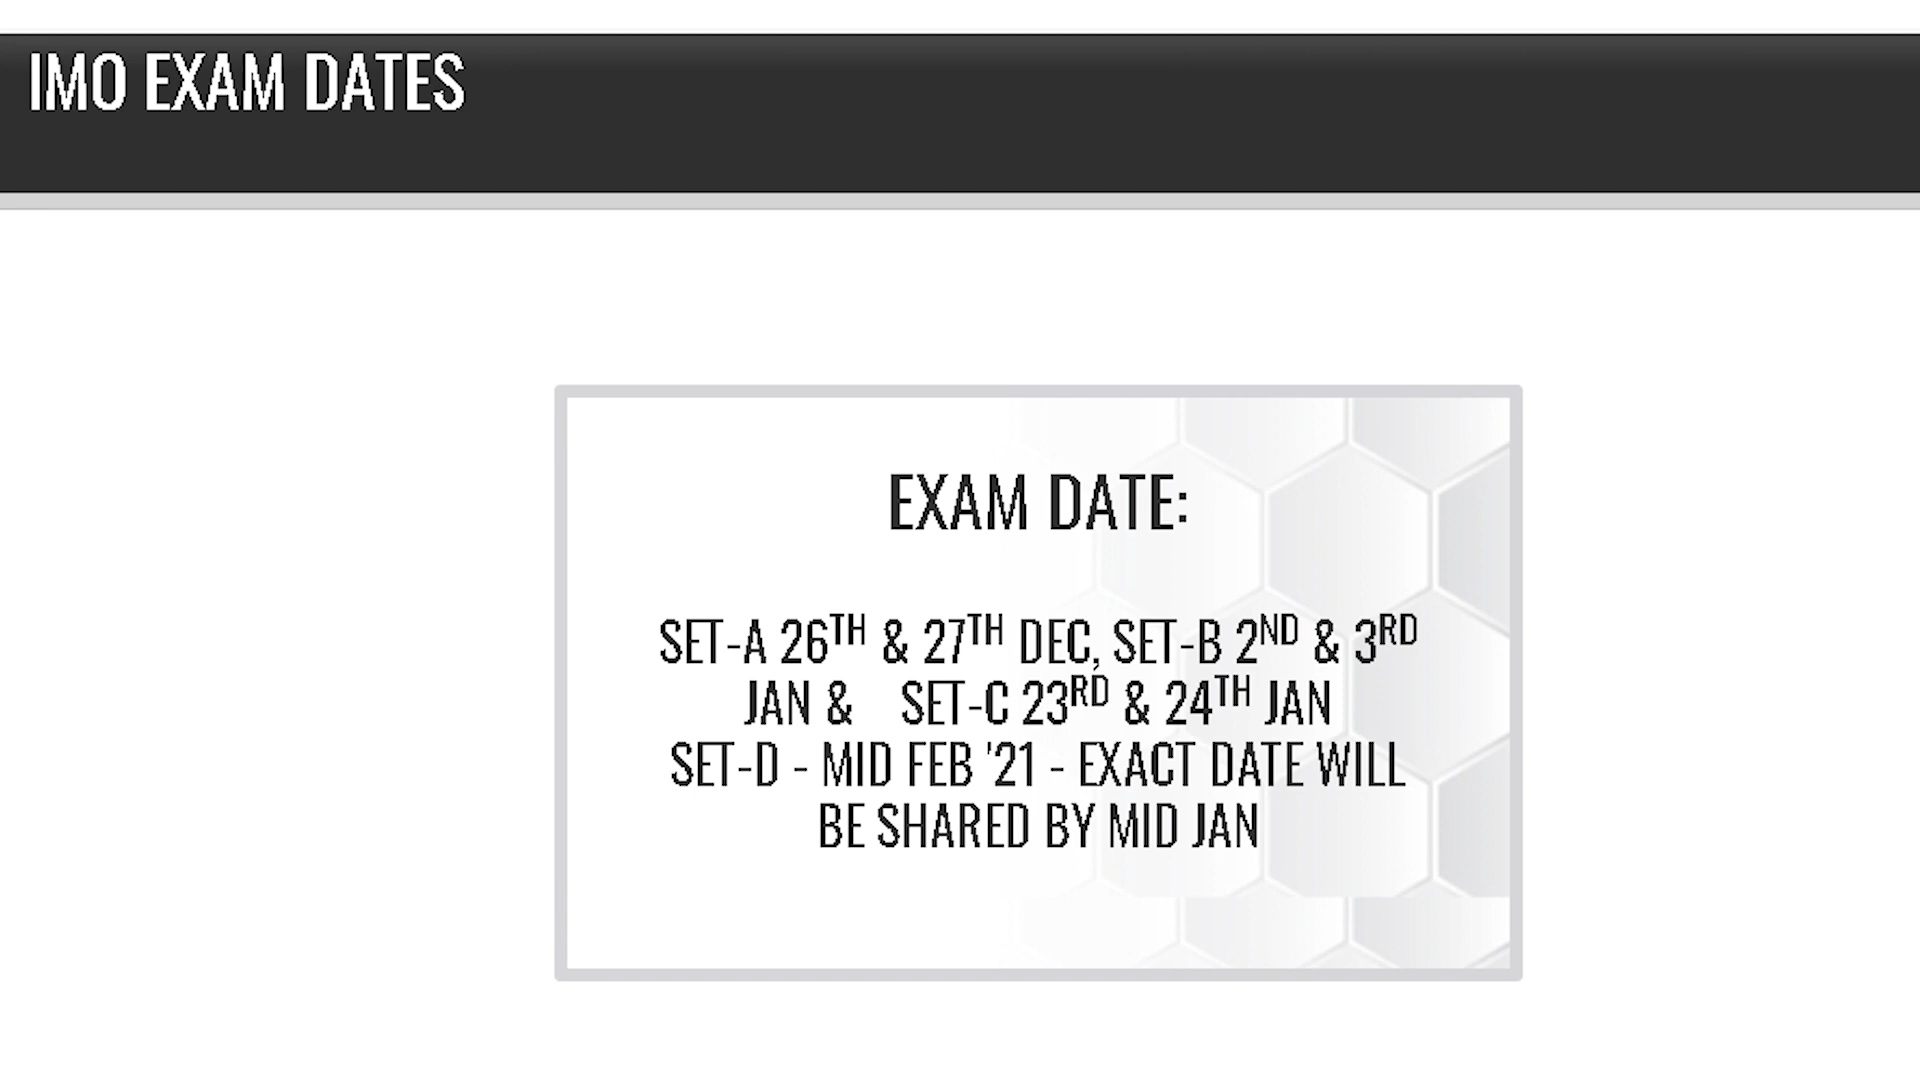 IMO EXAM DATES
EXAM DATE:
SET-A 26TH & 27TH DEC, SET-B 2ND & 3RD
JAN & SET-C 23RD & 24TH JAN
SET-D - MID FEB '21 - EXACT DATE WILL
BE SHARED BY MID JAN